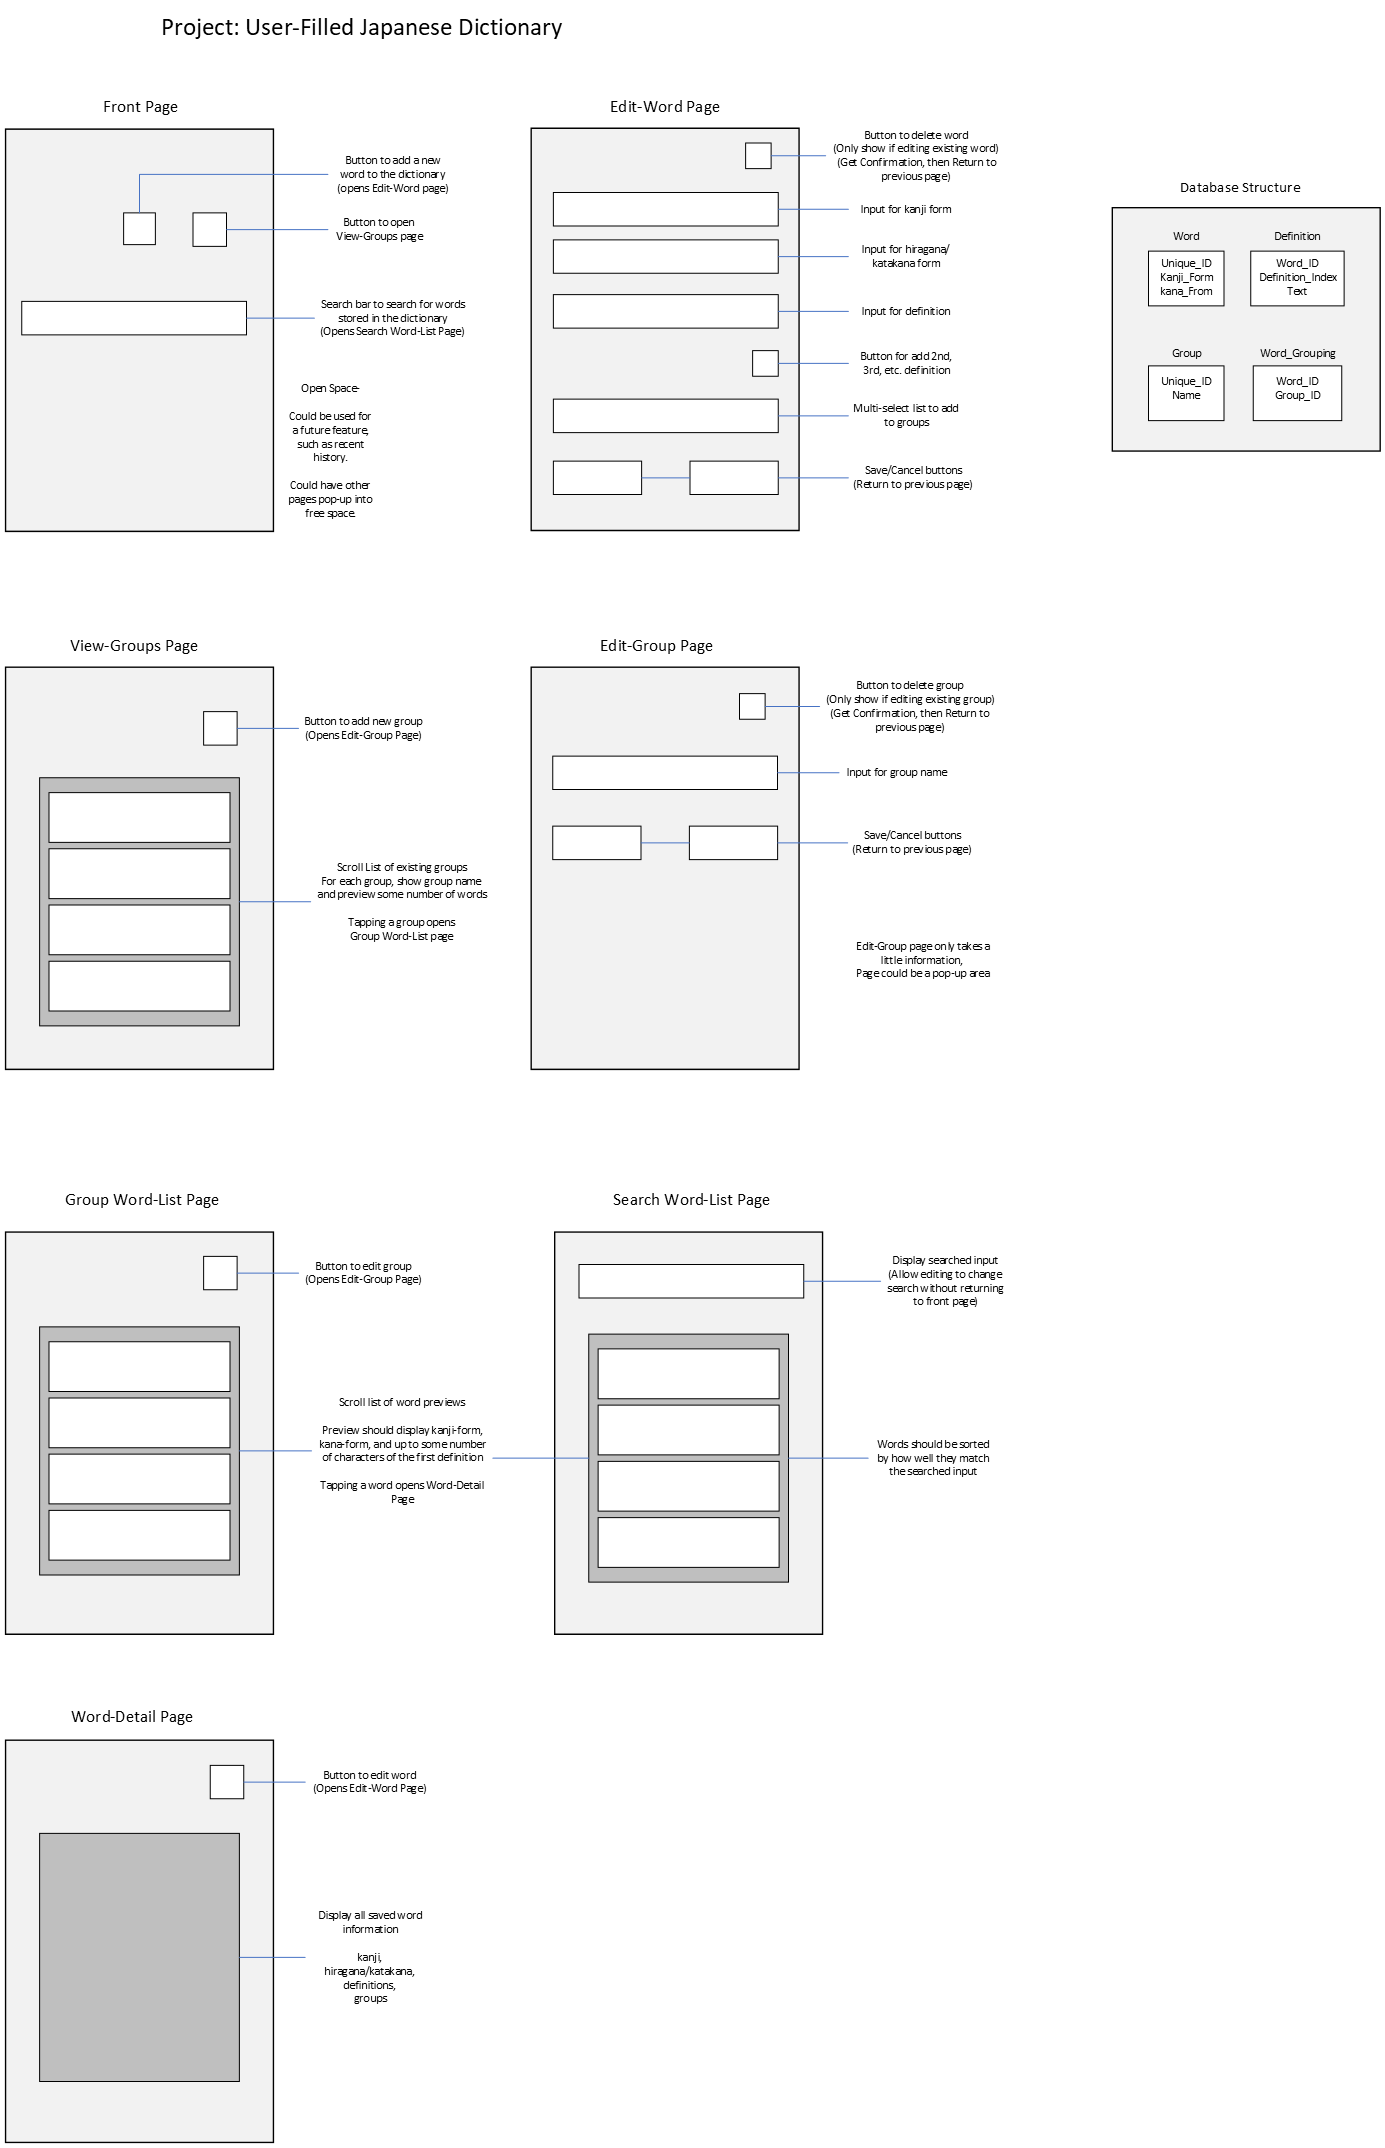 Project: User-Filled Japanese Dictionary
Front Page
Button to add a new
word to the dictionary
(opens Edit-Word page)
Button to open
View-Groups page
Search bar to search for words
stored in the dictionary
(Opens Search Word-List Page)
Open Space-
Could be used for
a future feature,
such as recent
history.
Could have other
pages pop-up into
free space.
Edit-Word Page
Button to delete word
(Only show if editing existing word)
(Get Confirmation, then Return to
previous page)
Input for kanji form
Input for hiragana/
katakana form
Input for definition
Button for add 2nd,
3rd, etc. definition
Multi-select list to add
to groups
Save/Cancel buttons
(Return to previous page)
Database Structure
Word
Unique_ID
Kanji_Form
kana_From
Definition
Word_ID
Definition_Index
Text
Group
Unique_ID
Name
Word_Grouping
Word_ID
Group_ID
View-Groups Page
Button to add new group
(Opens Edit-Group Page)
Scroll List of existing groups
For each group, show group name
and preview some number of words
Tapping a group opens
Group Word-List page
Edit-Group Page
Button to delete group
(Only show if editing existing group)
(Get Confirmation, then Return to
previous page)
Input for group name
Save/Cancel buttons
(Return to previous page)
Edit-Group page only takes a
little information,
Page could be a pop-up area
Group Word-List Page
Button to edit group
(Opens Edit-Group Page)
Scroll list of word previews
Preview should display kanji-form,
kana-form, and up to some number
of characters of the first definition
Tapping a word opens Word-Detail
Page
Search Word-List Page
Display searched input
(Allow editing to change
search without returning
to front page)
Words should be sorted
by how well they match
the searched input
Word-Detail Page
Button to edit word
(Opens Edit-Word Page)
Display all saved word
information
kanji,
hiragana/katakana,
definitions,
groups